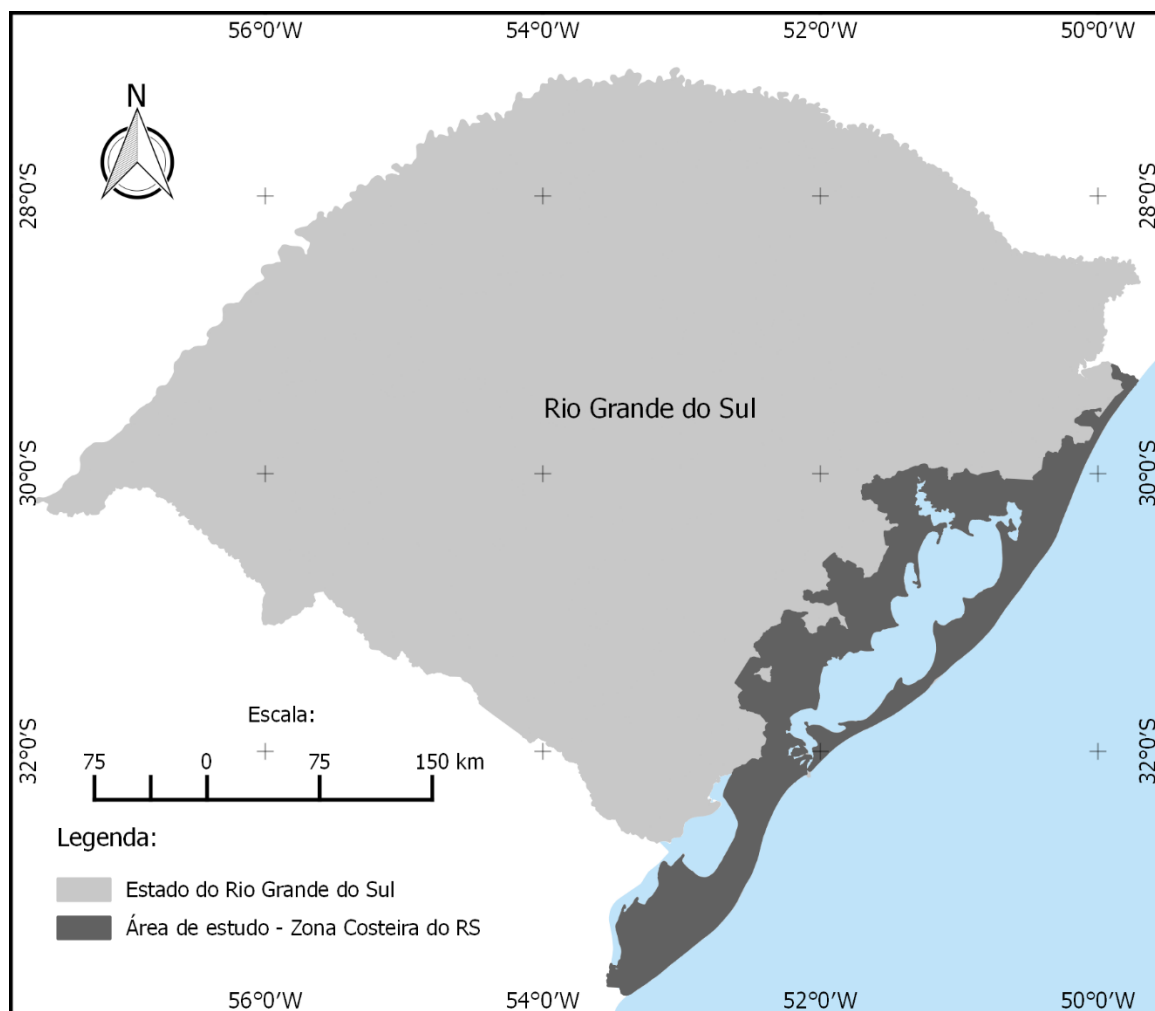 56°0'W 54°0'W 52°0'W 50°0'W
N
28°0'S 28°0'S
Rio Grande do Sul
30°0'S 30°0'S
Escala:
32°0'S 32°0'S
75 0 75 150 km
Legenda:
Estado do Rio Grande do Sul
Área de estudo - Zona Costeira do RS
56°0'W 54°0'W 52°0'W 50°0'W